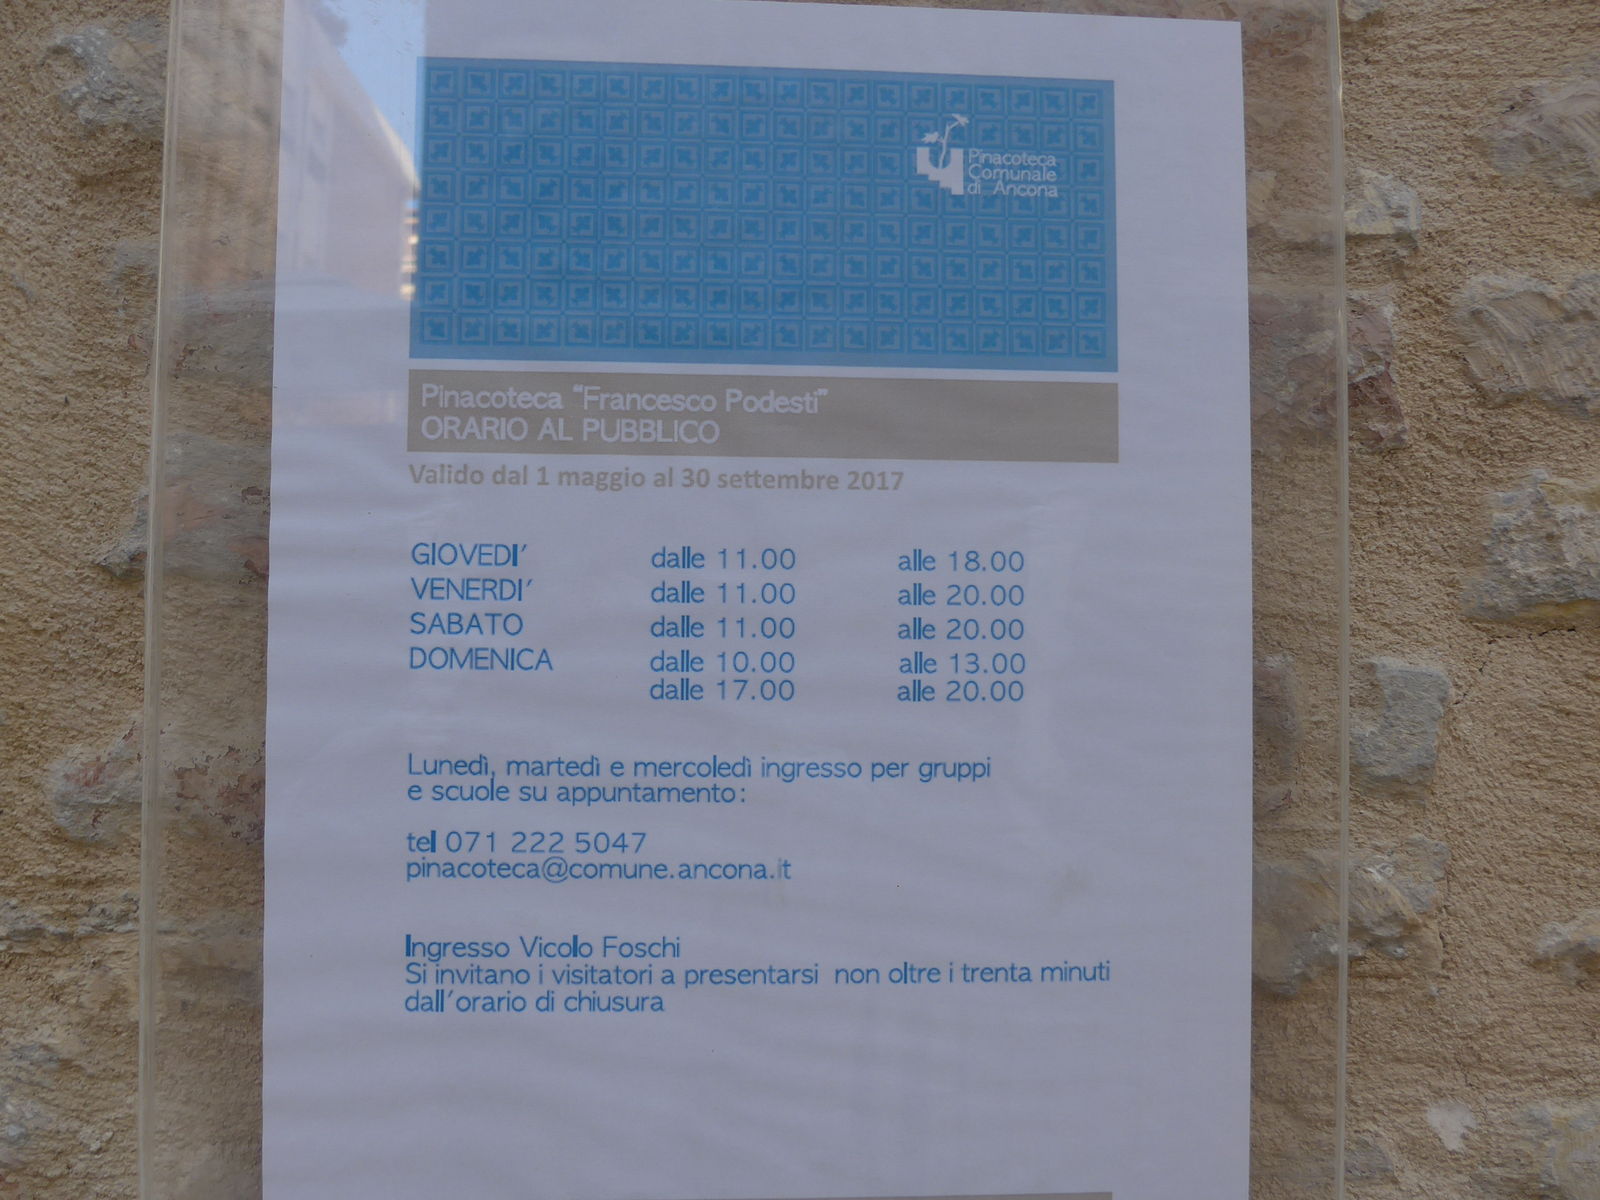 Pinacoteca
Comunale
di Ancona
Pinacoteca "Francesco Podesti"
ORARIO AL PUBBLICO
Valido dal 1 maggio al 30 settembre 2017
GIOVEDI' dalle 11.00 alle 18.00
VENERDI' dalle 11.00 alle 20.00
SABATO dalle 11.00 alle 20.00
DOMENICA dalle 10.00 alle 13.00
dalle 17.00 alle 20.00
Lunedì, martedì e mercoledì ingresso per gruppi
e scuole su appuntamento:
tel 071 222 5047
pinacoteca@comune.ancona.it
Ingresso Vicolo Foschi
Si invitano i visitatori a presentarsi non oltre i trenta minuti
dall'orario di chiusura